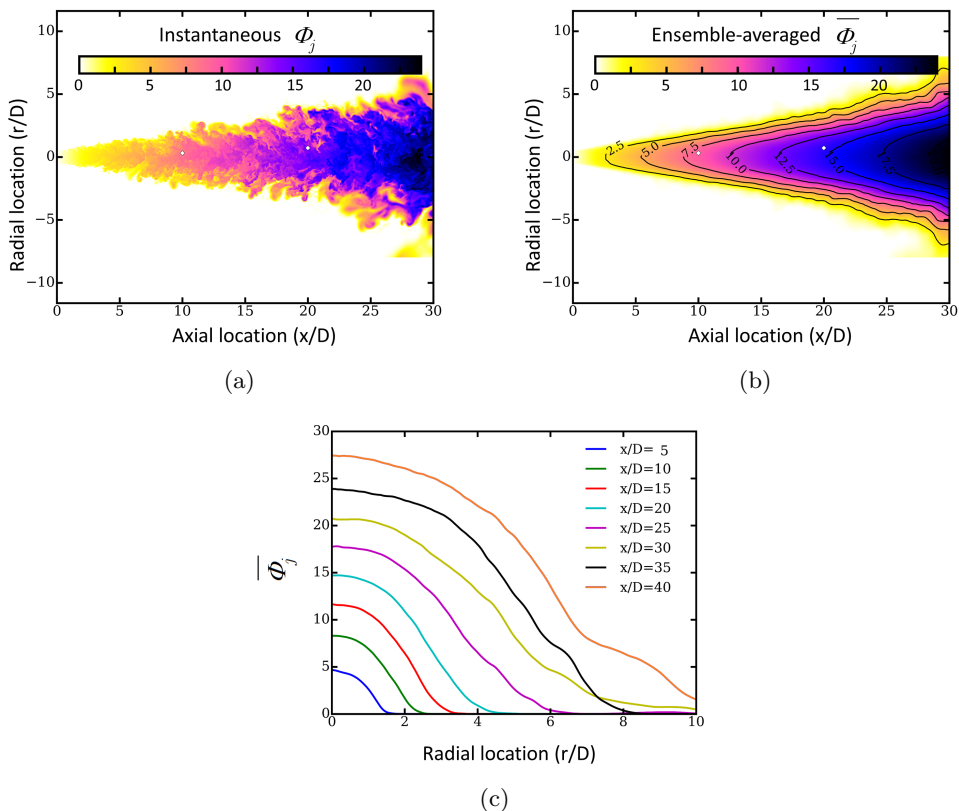 Instantaneous Φj
0 5 10 15 20
10
5
0
−5
−10
Radial location (r/D)
0 5 10 15 20 25 30
Axial location (x/D)
(a)
Ensemble-averaged Φj
0 5 10 15 20
10
5
0
−5
−10
Radial location (r/D)
2.5 5.0 7.5 10.0 12.5 15.0
0 5 10 15 20 25 30
Axial location (x/D)
(b)
30
25
20
15
10
5
0
Φj
x/D= 5
x/D=10
x/D=15
x/D=20
x/D=25
x/D=30
x/D=35
x/D=40
0 2 4 6 8 10
Radial location (r/D)
(c)